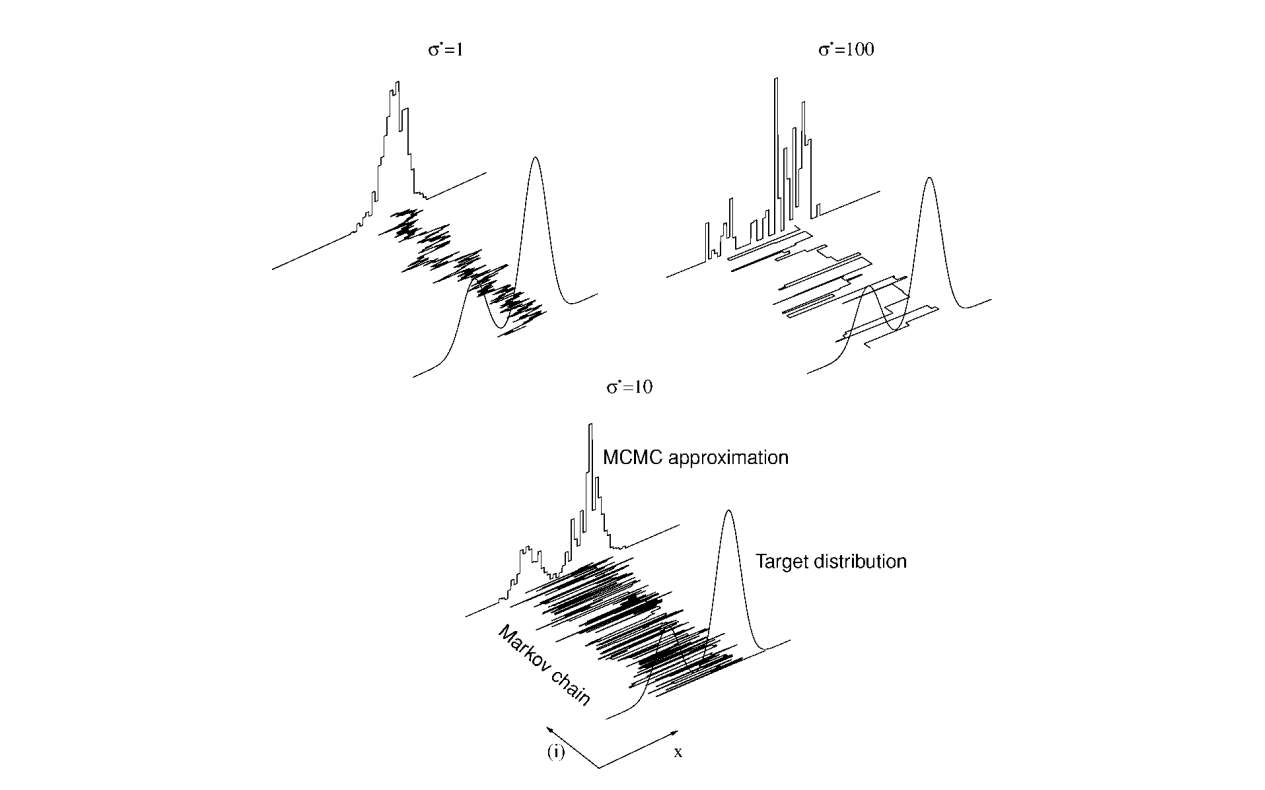 σ*=1
σ*=100
σ*=10
MCMC approximation
Target distribution
Markov chain
(i)
x